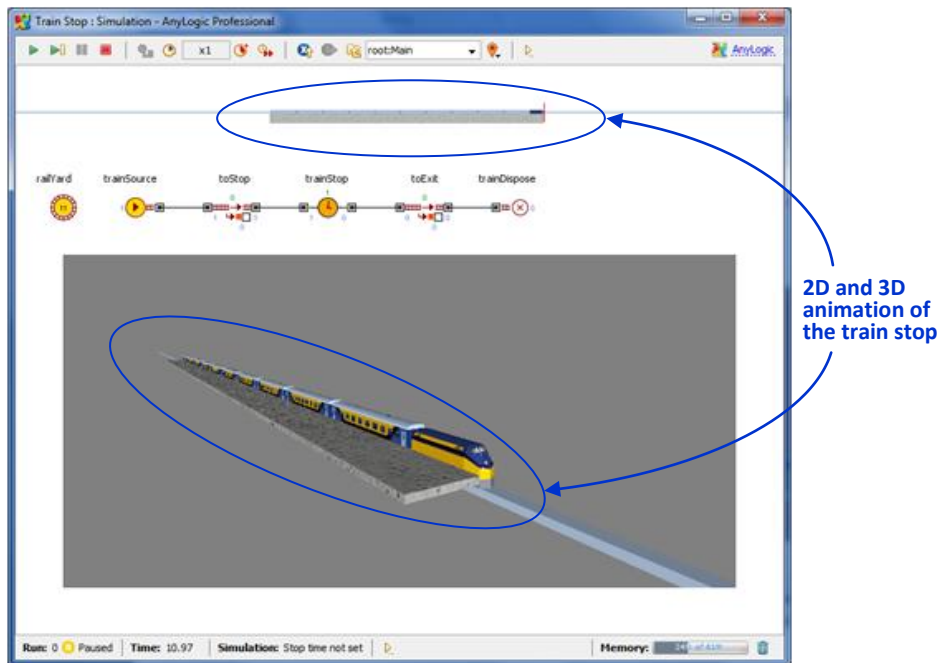 Train Stop : Simulation - AnyLogic Professional
x1 root:Main AnyLogic
railYard trainSource toStop trainStop toExit trainDispose
2D and 3D
animation of
the train stop
Run: 0 Paused Time: 10.97 Simulation: Stop time not set Memory: